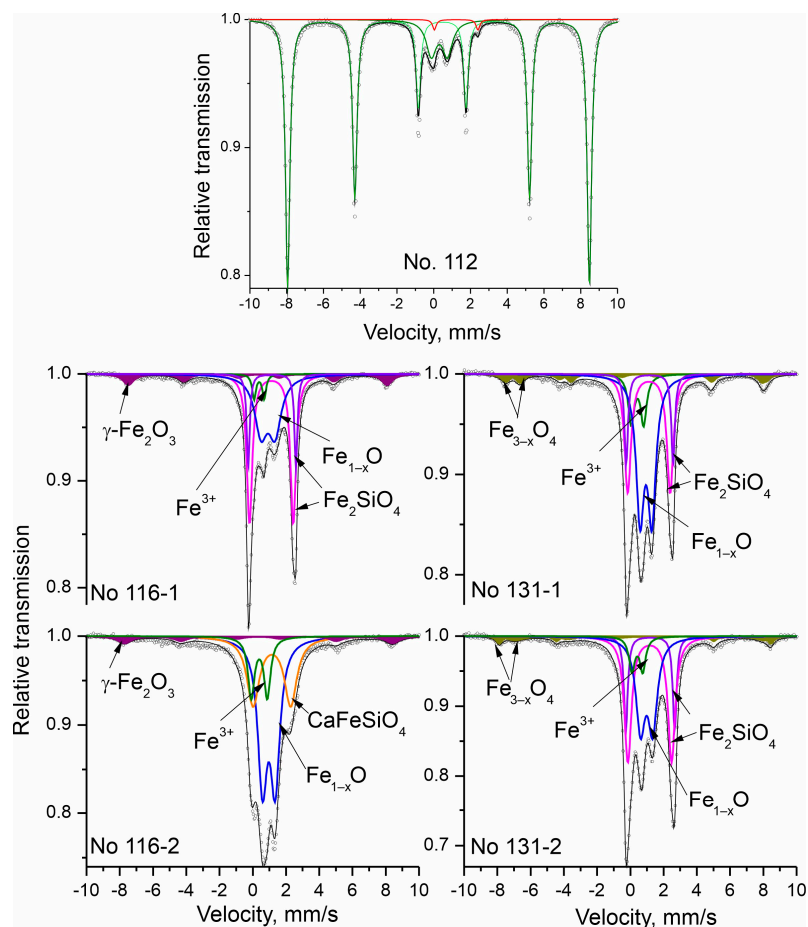 Relative transmission
1.0
0.9
0.8
No. 112
-10 -8 -6 -4 -2 0 2 4 6 8 10
Velocity, mm/s
Relative transmission
1.0
0.9
0.8
γ-Fe₂O₃
Fe³⁺
Fe₁₋ₓO
Fe₂SiO₄
No 116-1
1.0
0.9
0.8
Fe₃₋ₓO₄
Fe³⁺
Fe₂SiO₄
Fe₁₋ₓO
No 131-1
1.0
0.9
0.8
γ-Fe₂O₃
Fe³⁺
CaFeSiO₄
Fe₁₋ₓO
No 116-2
-10 -8 -6 -4 -2 0 2 4 6 8 10
Velocity, mm/s
1.0
0.9
0.8
0.7
Fe₃₋ₓO₄
Fe³⁺
Fe₂SiO₄
Fe₁₋ₓO
No 131-2
-10 -8 -6 -4 -2 0 2 4 6 8 10
Velocity, mm/s